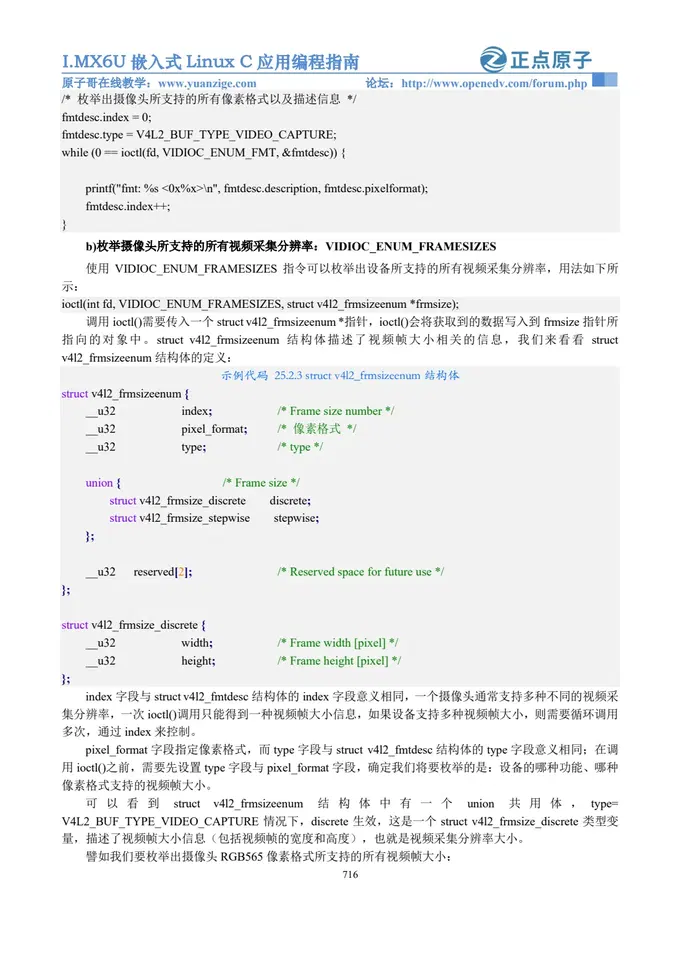 I.MX6U 嵌入式 Linux C 应用编程指南
正点原子
原子哥在线教学：www.yuanzige.com 论坛：http://www.openedv.com/forum.php
/* 枚举出摄像头所支持的所有像素格式以及描述信息 */
fmtdesc.index = 0;
fmtdesc.type = V4L2_BUF_TYPE_VIDEO_CAPTURE;
while (0 == ioctl(fd, VIDIOC_ENUM_FMT, &fmtdesc)) {
printf("fmt: %s <0x%x>\n", fmtdesc.description, fmtdesc.pixelformat);
fmtdesc.index++;
}
b)枚举摄像头所支持的所有视频采集分辨率：VIDIOC_ENUM_FRAMESIZES
使用 VIDIOC_ENUM_FRAMESIZES 指令可以枚举出设备所支持的所有视频采集分辨率，用法如下所
示：
ioctl(int fd, VIDIOC_ENUM_FRAMESIZES, struct v4l2_frmsizeenum *frmsize);
调用 ioctl()需要传入一个 struct v4l2_frmsizeenum *指针，ioctl()会将获取到的数据写入到 frmsize 指针所
指向的对象中。struct v4l2_frmsizeenum 结构体描述了视频帧大小相关的信息，我们来看看 struct
v4l2_frmsizeenum 结构体的定义：
示例代码 25.2.3 struct v4l2_frmsizeenum 结构体
struct v4l2_frmsizeenum {
__u32 index; /* Frame size number */
__u32 pixel_format; /* 像素格式 */
__u32 type; /* type */
union { /* Frame size */
struct v4l2_frmsize_discrete discrete;
struct v4l2_frmsize_stepwise stepwise;
};
__u32 reserved[2]; /* Reserved space for future use */
};
struct v4l2_frmsize_discrete {
__u32 width; /* Frame width [pixel] */
__u32 height; /* Frame height [pixel] */
};
index 字段与 struct v4l2_fmtdesc 结构体的 index 字段意义相同，一个摄像头通常支持多种不同的视频采
集分辨率，一次 ioctl()调用只能得到一种视频帧大小信息，如果设备支持多种视频帧大小，则需要循环调用
多次，通过 index 来控制。
pixel_format 字段指定像素格式，而 type 字段与 struct v4l2_fmtdesc 结构体的 type 字段意义相同；在调
用 ioctl()之前，需要先设置 type 字段与 pixel_format 字段，确定我们将要枚举的是：设备的哪种功能、哪种
像素格式支持的视频帧大小。
可以看到 struct v4l2_frmsizeenum 结构体中有一个 union 共用体，type=
V4L2_BUF_TYPE_VIDEO_CAPTURE 情况下，discrete 生效，这是一个 struct v4l2_frmsize_discrete 类型变
量，描述了视频帧大小信息（包括视频帧的宽度和高度），也就是视频采集分辨率大小。
譬如我们要枚举出摄像头 RGB565 像素格式所支持的所有视频帧大小：
716